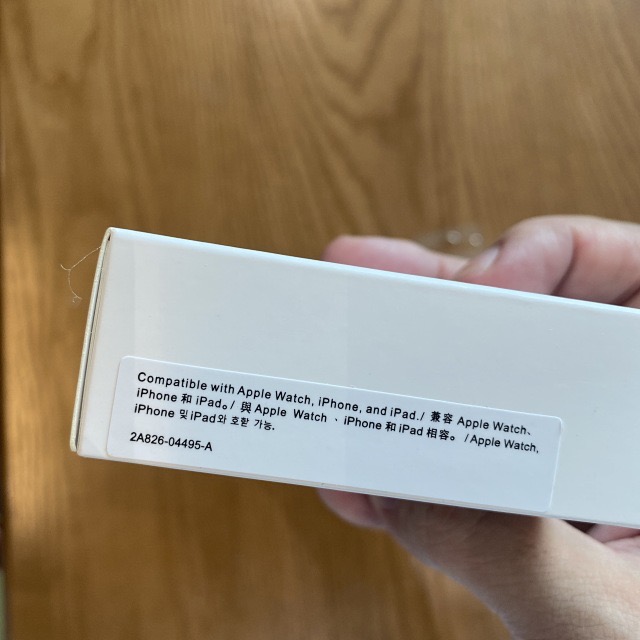 Compatible with Apple Watch, iPhone, and iPad./ 兼容 Apple Watch、
iPhone 和 iPad。/ 與 Apple Watch 、 iPhone 和 iPad 相容。 /Apple Watch,
iPhone 및 iPad와 호환 가능.
2A826-04495-A